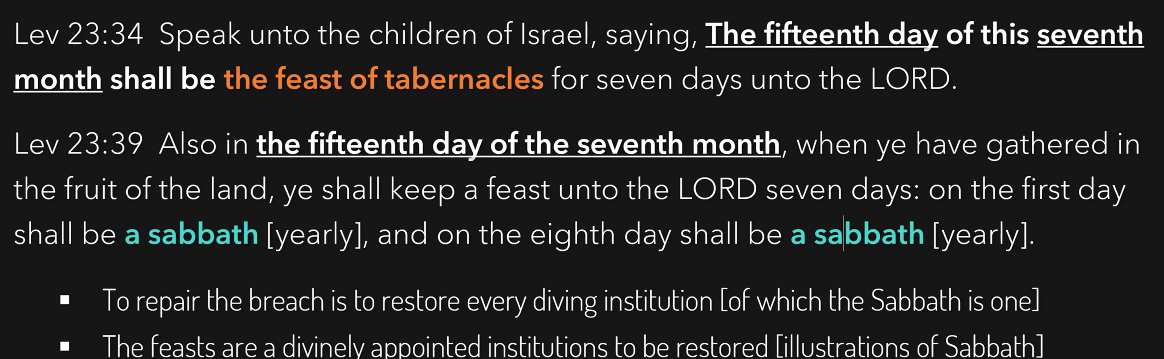 Lev 23:34  Speak unto the children of Israel, saying, The fifteenth day of this seventh
month shall be the feast of tabernacles for seven days unto the LORD.
Lev 23:39  Also in the fifteenth day of the seventh month, when ye have gathered in
the fruit of the land, ye shall keep a feast unto the LORD seven days: on the first day
shall be a sabbath [yearly], and on the eighth day shall be a sabbath [yearly].
▪ To repair the breach is to restore every diving institution [of which the Sabbath is one]
▪ The feasts are a divinely appointed institutions to be restored [illustrations of Sabbath]